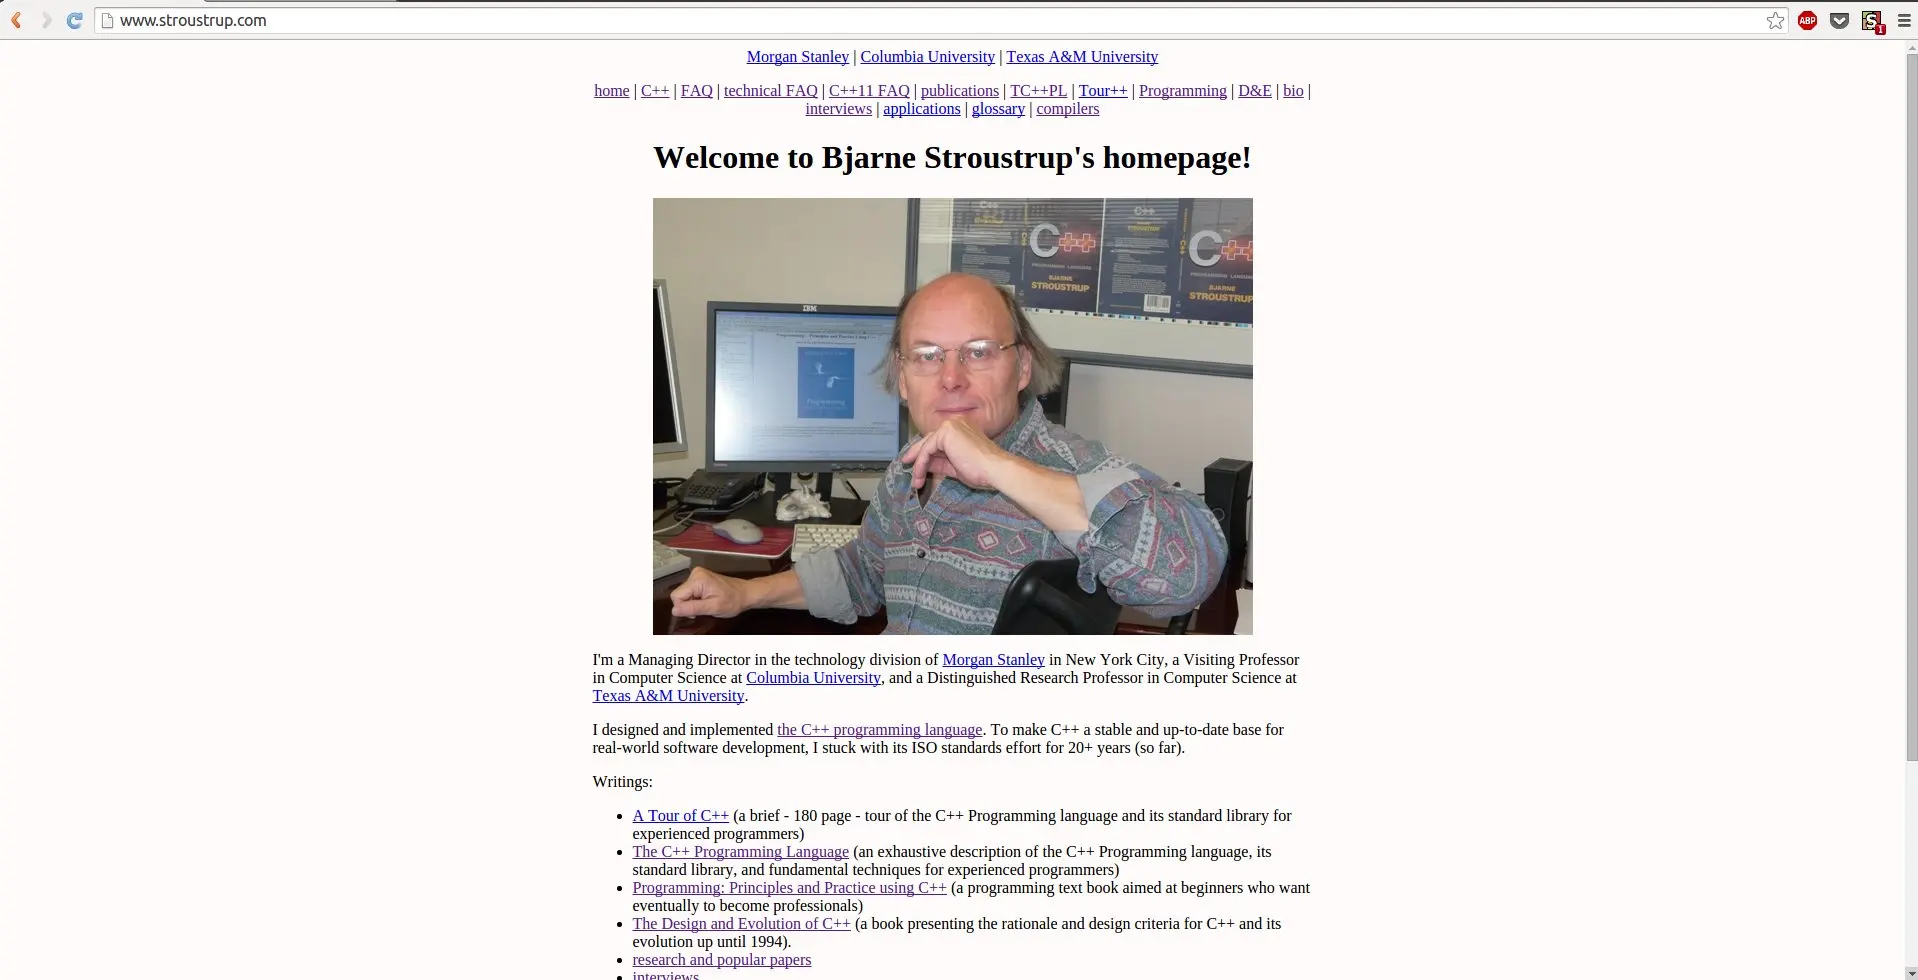 www.stroustrup.com
ABP
S
1
Morgan Stanley | Columbia University | Texas A&M University
home | C++ | FAQ | technical FAQ | C++11 FAQ | publications | TC++PL | Tour++ | Programming | D&E | bio |
interviews | applications | glossary | compilers
Welcome to Bjarne Stroustrup's homepage!
C++
C++
C++
C++
PROGRAMMING LANGUAGE
BJARNE
STROUSTRUP
BJARNE
STROUSTRUP
IBM
Programming
I'm a Managing Director in the technology division of Morgan Stanley in New York City, a Visiting Professor
in Computer Science at Columbia University, and a Distinguished Research Professor in Computer Science at
Texas A&M University.
I designed and implemented the C++ programming language. To make C++ a stable and up-to-date base for
real-world software development, I stuck with its ISO standards effort for 20+ years (so far).
Writings:
• A Tour of C++ (a brief - 180 page - tour of the C++ Programming language and its standard library for
experienced programmers)
• The C++ Programming Language (an exhaustive description of the C++ Programming language, its
standard library, and fundamental techniques for experienced programmers)
• Programming: Principles and Practice using C++ (a programming text book aimed at beginners who want
eventually to become professionals)
• The Design and Evolution of C++ (a book presenting the rationale and design criteria for C++ and its
evolution up until 1994).
• research and popular papers
• interviews